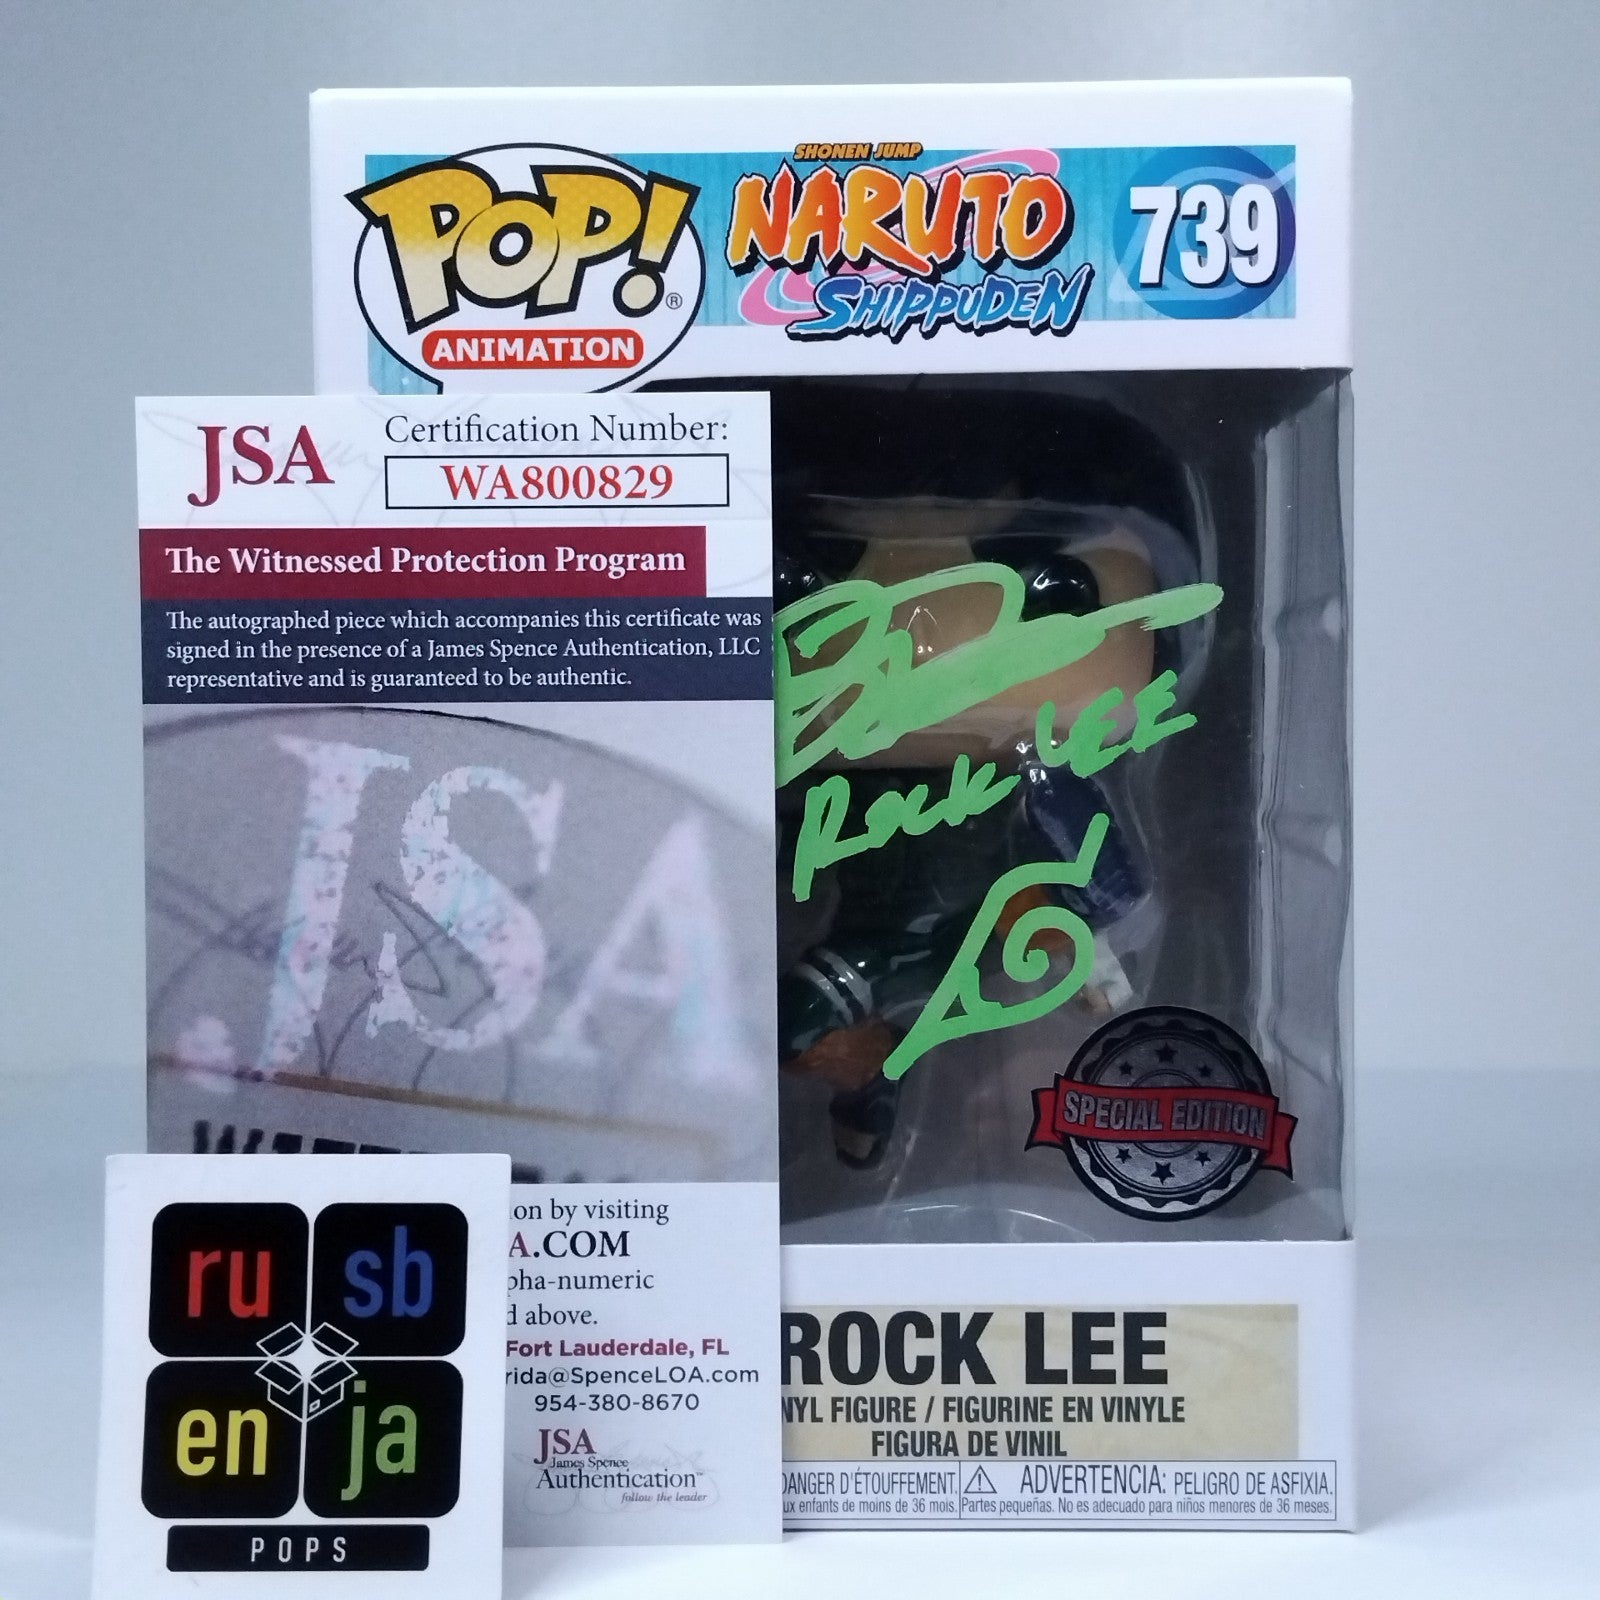 POP!®
ANIMATION
SHONEN JUMP
NARUTO
SHIPPUDEN
739
JSA
Certification Number:
WA800829
The Witnessed Protection Program
The autographed piece which accompanies this certificate was
signed in the presence of a James Spence Authentication, LLC
representative and is guaranteed to be authentic.
JSA
ROCK LEE
SPECIAL EDITION
on by visiting
A.COM
pha-numeric
d above.
Fort Lauderdale, FL
rida@SpenceLOA.com
954-380-8670
JSA
James Spence
Authentication™
follow the leader
ru sb
en ja
POPS
ROCK LEE
NYL FIGURE / FIGURINE EN VINYLE
FIGURA DE VINIL
DANGER D'ÉTOUFFEMENT.
ux enfants de moins de 36 mois.
ADVERTENCIA: PELIGRO DE ASFIXIA.
Partes pequeñas. No es adecuado para niños menores de 36 meses.